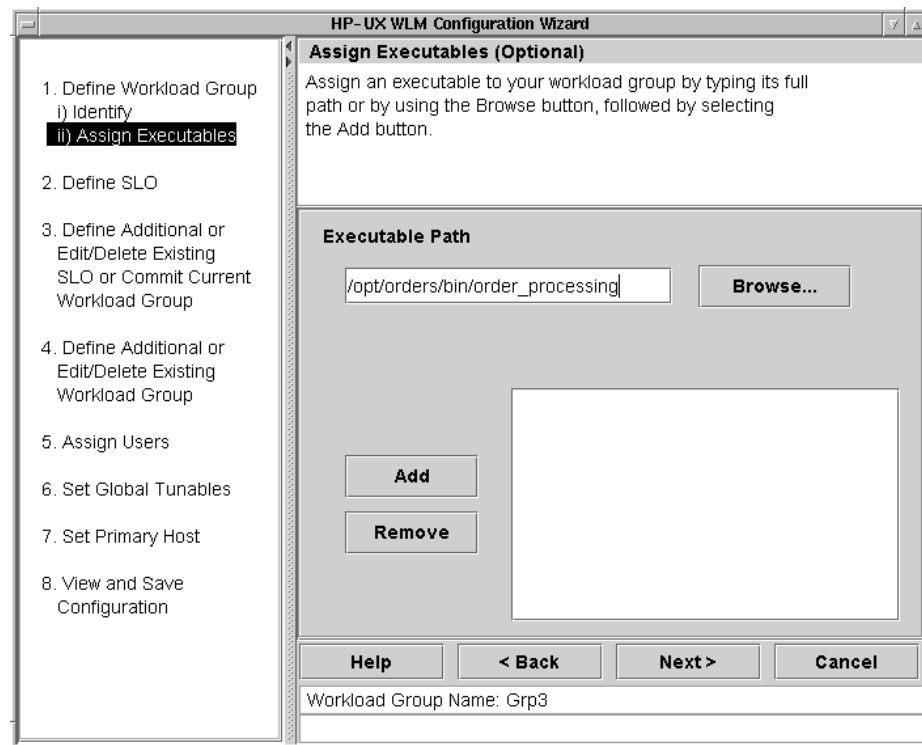 HP-UX WLM Configuration Wizard
1. Define Workload Group
i) Identify
ii) Assign Executables
2. Define SLO
3. Define Additional or
Edit/Delete Existing
SLO or Commit Current
Workload Group
4. Define Additional or
Edit/Delete Existing
Workload Group
5. Assign Users
6. Set Global Tunables
7. Set Primary Host
8. View and Save
Configuration
Assign Executables (Optional)
Assign an executable to your workload group by typing its full
path or by using the Browse button, followed by selecting
the Add button.
Executable Path
/opt/orders/bin/order_processing
Browse...
Add
Remove
Help
< Back
Next >
Cancel
Workload Group Name: Grp3